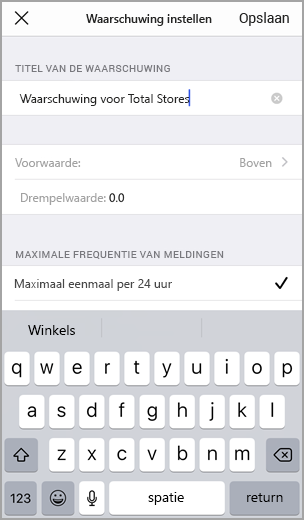 Waarschuwing instellen Opslaan
TITEL VAN DE WAARSCHUWING
Waarschuwing voor Total Stores
Voorwaarde: Boven
Drempelwaarde: 0.0
MAXIMALE FREQUENTIE VAN MELDINGEN
Maximaal eenmaal per 24 uur
Winkels
q w e r t y u i o p
a s d f g h j k l
z x c v b n m
123 spatie return